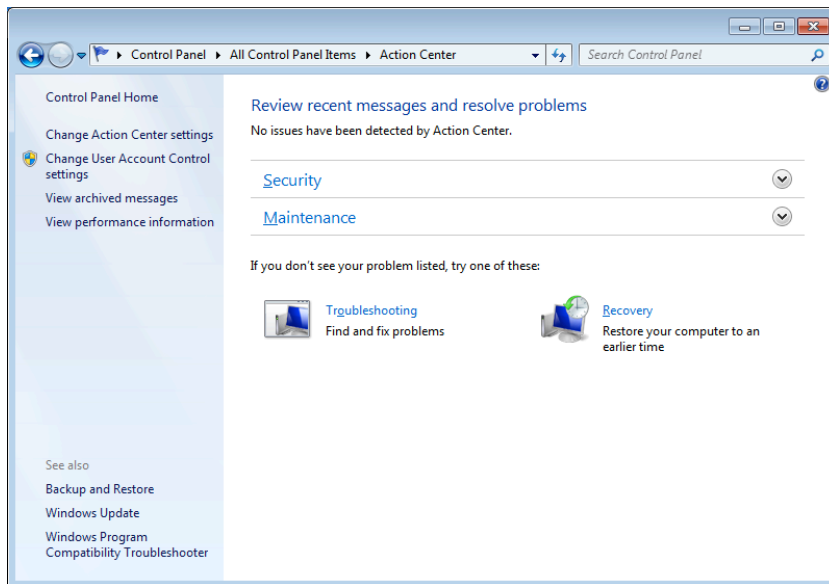 Control Panel All Control Panel Items Action Center
Search Control Panel
Control Panel Home
Change Action Center settings
Change User Account Control
settings
View archived messages
View performance information
See also
Backup and Restore
Windows Update
Windows Program
Compatibility Troubleshooter
Review recent messages and resolve problems
No issues have been detected by Action Center.
Security
Maintenance
If you don't see your problem listed, try one of these:
Troubleshooting
Find and fix problems
Recovery
Restore your computer to an
earlier time